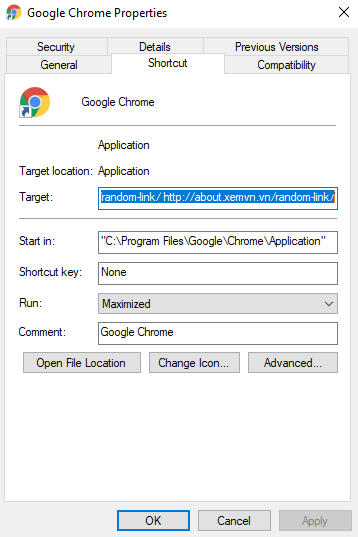 Google Chrome Properties
Security Details Previous Versions
General Shortcut Compatibility
Google Chrome
Application
Target location: Application
Target: random-link/ http://about.xemvn.vn/random-link/
Start in: "C:\Program Files\Google\Chrome\Application"
Shortcut key: None
Run: Maximized
Comment: Google Chrome
Open File Location Change Icon... Advanced...
OK Cancel Apply